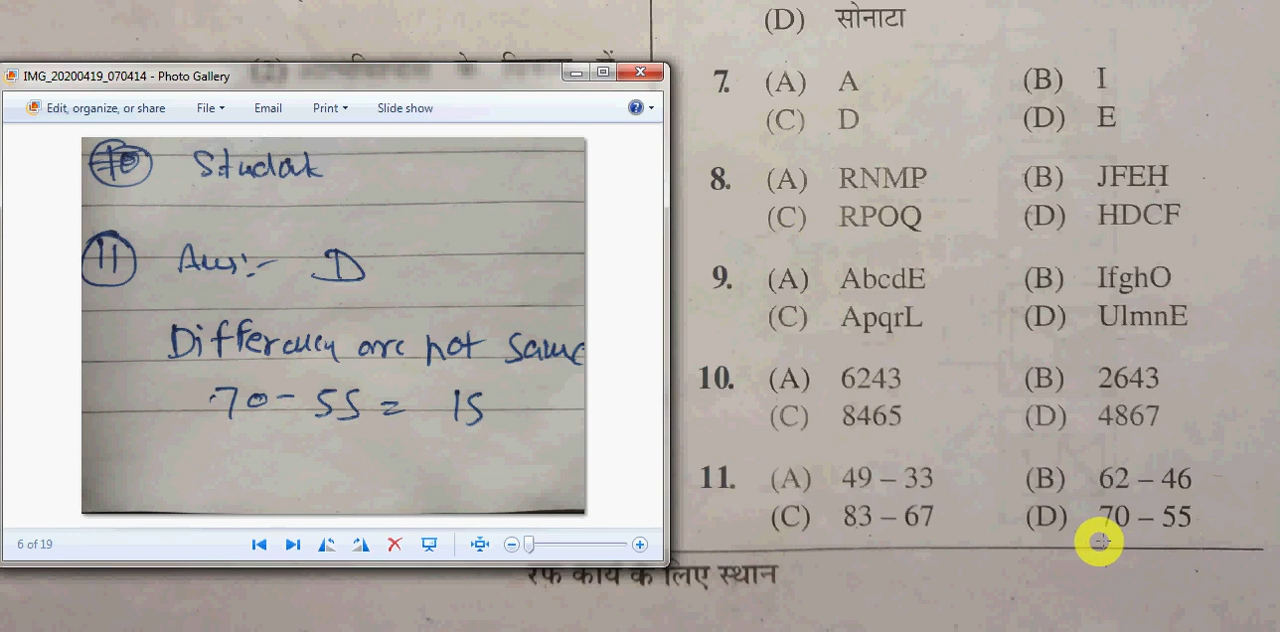 (D) सोनाटा
IMG_20200419_070414 - Photo Gallery
Edit, organize, or share File Email Print Slide show
10 Studerk
11 Aus:- D
Differency are not same
70 - 55 = 15
6 of 19
7. (A) A (B) I
(C) D (D) E
8. (A) RNMP (B) JFEH
(C) RPOQ (D) HDCF
9. (A) AbcdE (B) IfghO
(C) ApqrL (D) UlmnE
10. (A) 6243 (B) 2643
(C) 8465 (D) 4867
11. (A) 49 – 33 (B) 62 – 46
(C) 83 – 67 (D) 70 – 55
रफ कार्य के लिए स्थान